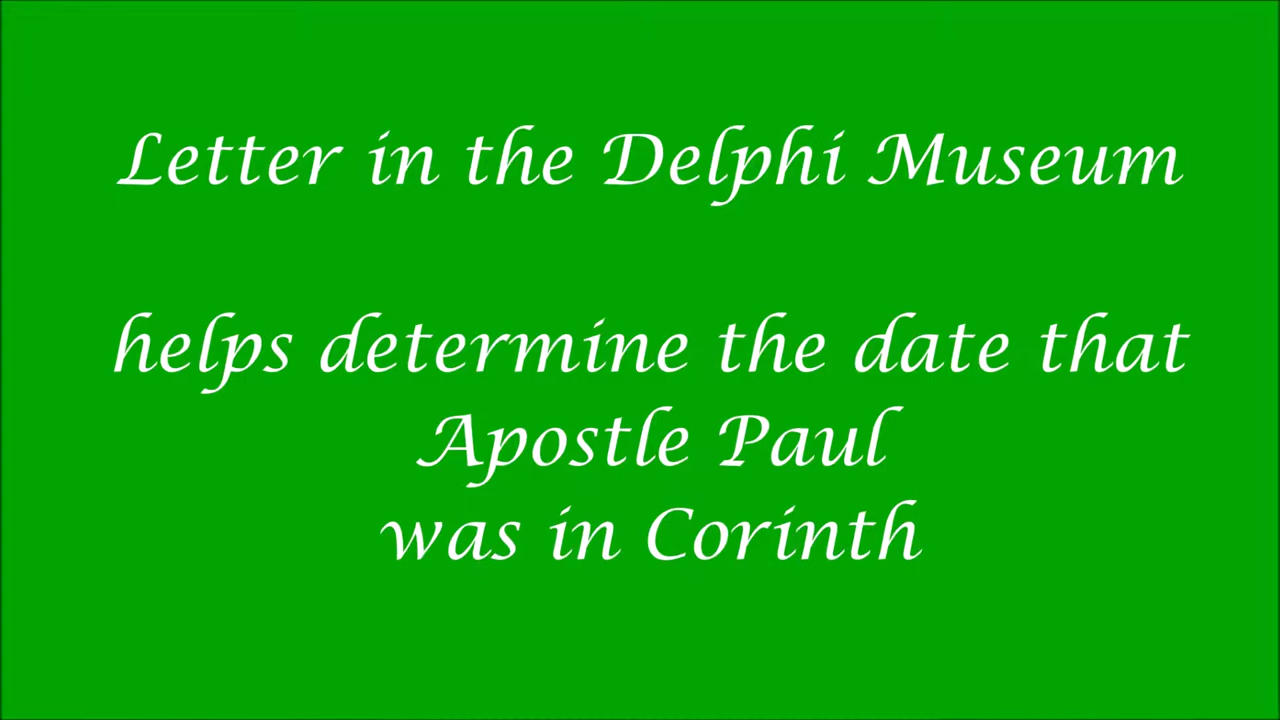 Letter in the Delphi Museum
helps determine the date that
Apostle Paul
was in Corinth